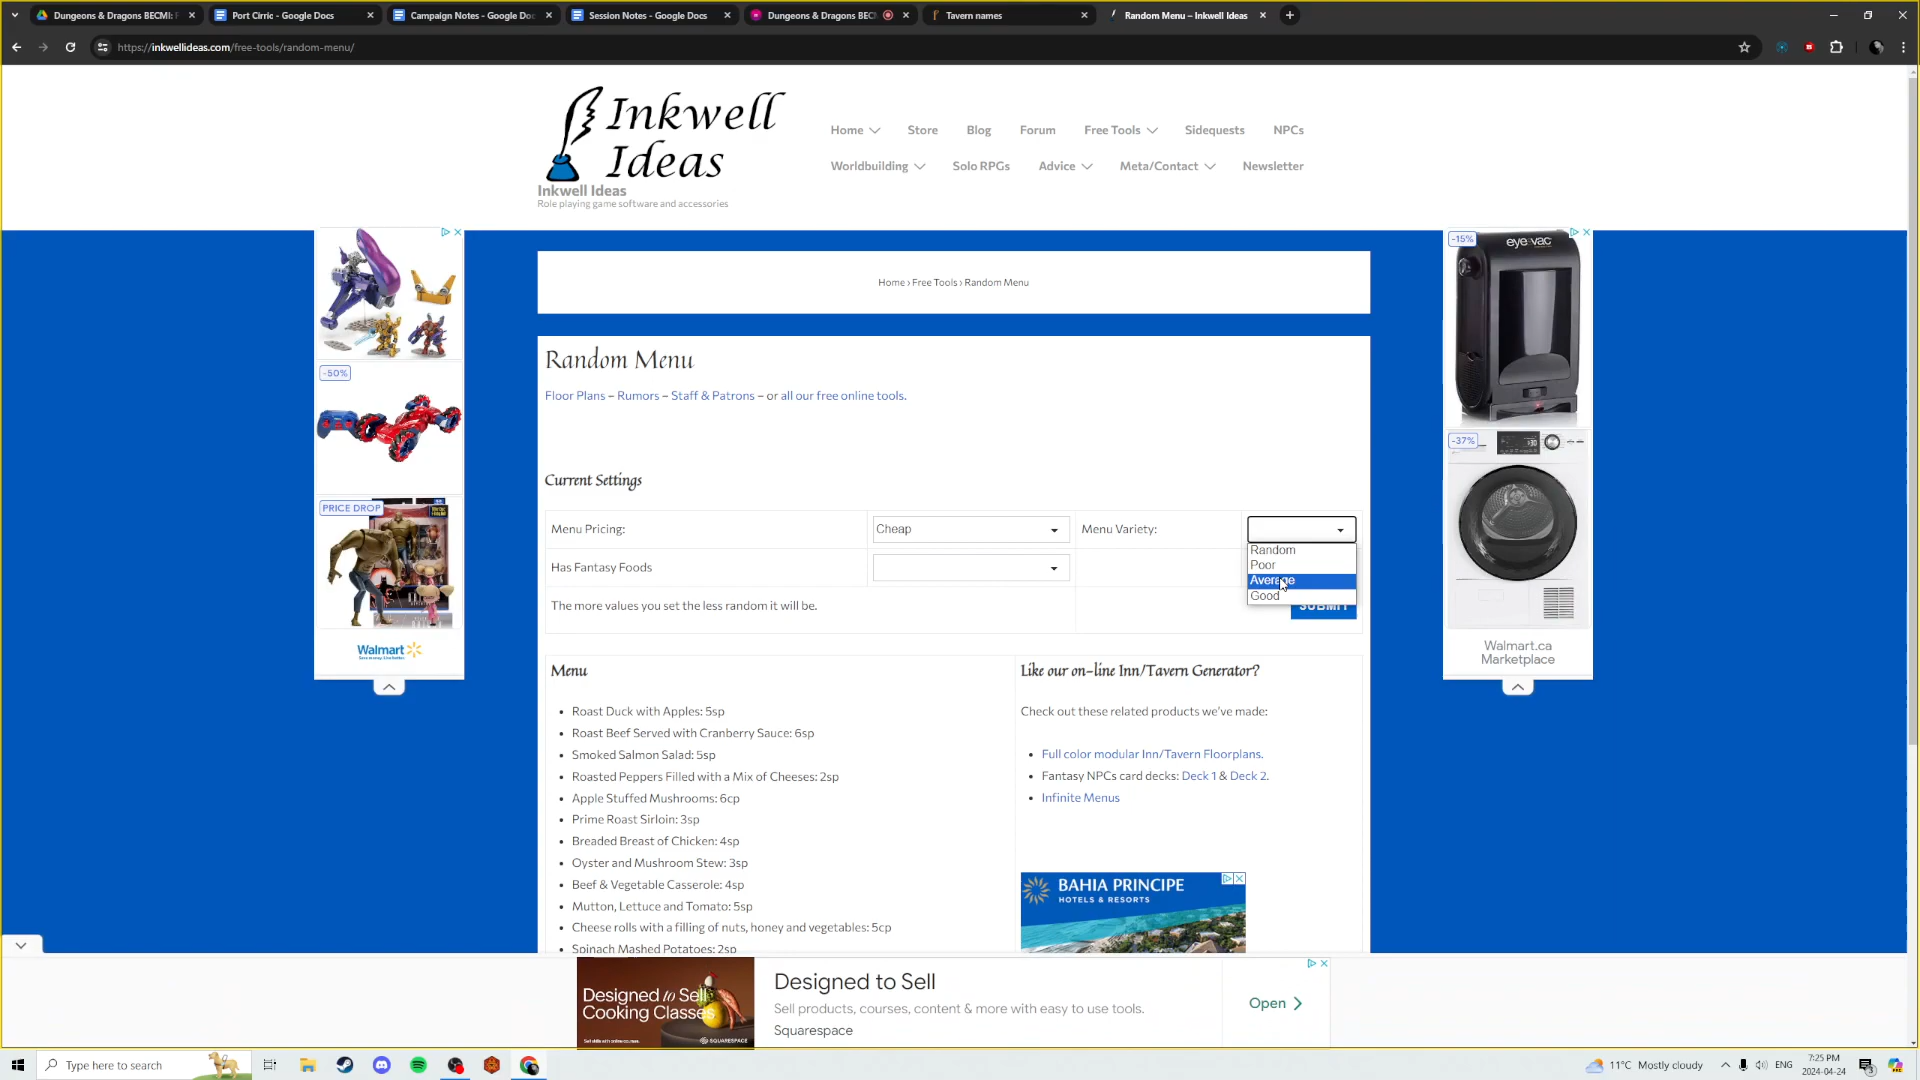 Dungeons & Dragons BECMI: F
Port Cirric - Google Docs
Campaign Notes - Google Doc
Session Notes - Google Docs
Dungeons & Dragons BEC
Tavern names
Random Menu – Inkwell Ideas
https://inkwellideas.com/free-tools/random-menu/
Inkwell
Ideas
Inkwell Ideas
Role playing game software and accessories
Home
Store
Blog
Forum
Free Tools
Sidequests
NPCs
Worldbuilding
Solo RPGs
Advice
Meta/Contact
Newsletter
-50%
PRICE DROP
Walmart
Save money. Live better.
-15%
eye vac
-37%
Walmart.ca
Marketplace
Home › Free Tools › Random Menu
Random Menu
Floor Plans – Rumors – Staff & Patrons – or all our free online tools.
Current Settings
Menu Pricing:
Cheap
Menu Variety:
Random
Poor
Average
Good
Has Fantasy Foods
The more values you set the less random it will be.
SUBMIT
Menu
• Roast Duck with Apples: 5sp
• Roast Beef Served with Cranberry Sauce: 6sp
• Smoked Salmon Salad: 5sp
• Roasted Peppers Filled with a Mix of Cheeses: 2sp
• Apple Stuffed Mushrooms: 6cp
• Prime Roast Sirloin: 3sp
• Breaded Breast of Chicken: 4sp
• Oyster and Mushroom Stew: 3sp
• Beef & Vegetable Casserole: 4sp
• Mutton, Lettuce and Tomato: 5sp
• Cheese rolls with a filling of nuts, honey and vegetables: 5cp
• Spinach Mashed Potatoes: 2sp
Like our on-line Inn/Tavern Generator?
Check out these related products we've made:
• Full color modular Inn/Tavern Floorplans.
• Fantasy NPCs card decks: Deck 1 & Deck 2.
• Infinite Menus
BAHIA PRINCIPE
HOTELS & RESORTS
Designed to Sell
Cooking Classes
Sell skills with online courses.
SQUARESPACE
Designed to Sell
Sell products, courses, content & more with easy to use tools.
Squarespace
Open
Type here to search
11°C Mostly cloudy
ENG
7:25 PM
2024-04-24
3